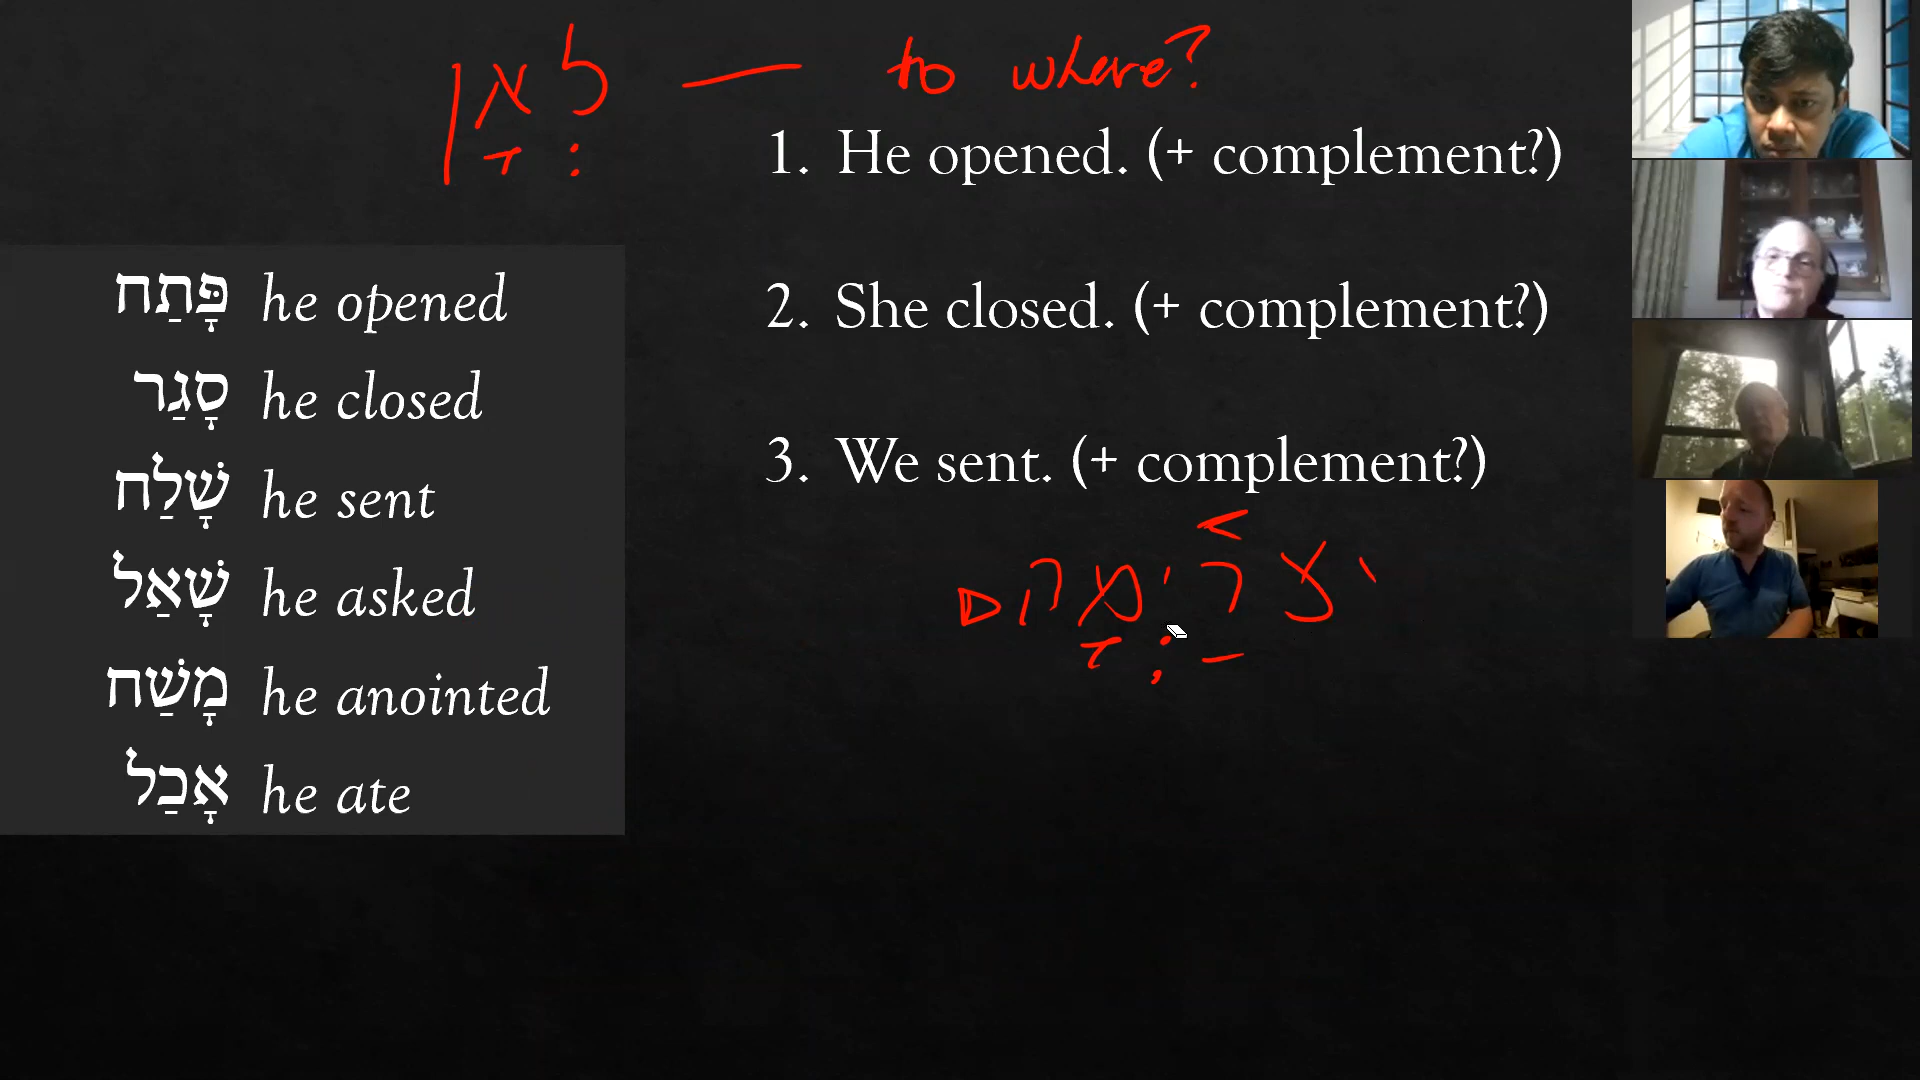 לְאָן — to where?
1. He opened. (+ complement?)
2. She closed. (+ complement?)
3. We sent. (+ complement?)
פָּתַח he opened
סָגַר he closed
שָׁלַח he sent
שָׁאַל he asked
מָשַׁח he anointed
אָכַל he ate